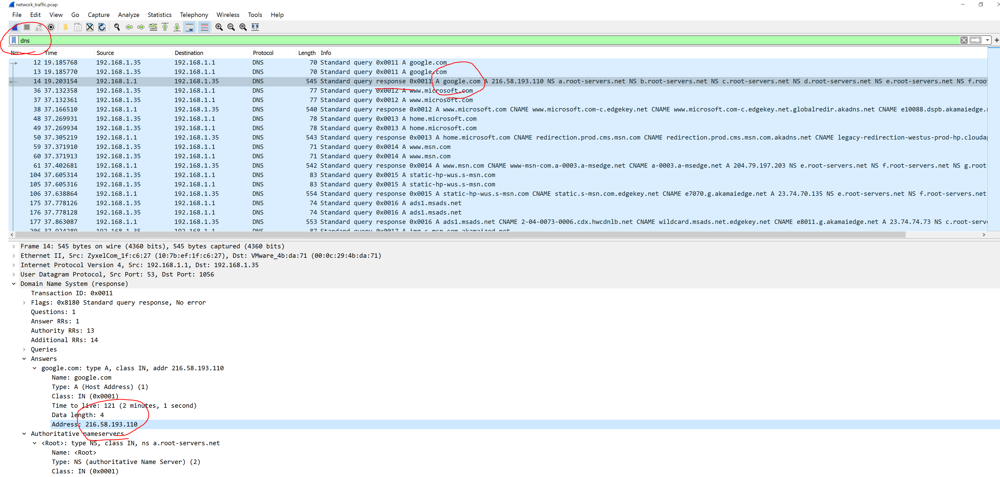 network_traffic.pcap
File Edit View Go Capture Analyze Statistics Telephony Wireless Tools Help
dns
No. Time Source Destination Protocol Length Info
12 19.185768 192.168.1.35 192.168.1.1 DNS 70 Standard query 0x0011 A google.com
13 19.185770 192.168.1.35 192.168.1.1 DNS 70 Standard query 0x0011 A google.com
14 19.203154 192.168.1.1 192.168.1.35 545 Standard query response 0x0011 A google.com A 216.58.193.110 NS a.root-servers.net NS b.root-servers.net NS c.root-servers.net NS d.root-servers.net NS e.root-servers.net NS f.roo
36 37.132358 192.168.1.35 192.168.1.1 DNS 77 Standard query 0x0012 A www.microsoft.com
37 37.132361 192.168.1.35 192.168.1.1 DNS 77 Standard query 0x0012 A www.microsoft.com
38 37.166510 192.168.1.1 192.168.1.35 DNS 540 Standard query response 0x0012 A www.microsoft.com CNAME www.microsoft.com-c.edgekey.net CNAME www.microsoft.com-c.edgekey.net.globalredir.akadns.net CNAME e10088.dspb.akamaiedge.
48 37.269931 192.168.1.35 192.168.1.1 DNS 78 Standard query 0x0013 A home.microsoft.com
49 37.269934 192.168.1.35 192.168.1.1 DNS 78 Standard query 0x0013 A home.microsoft.com
50 37.305219 192.168.1.1 192.168.1.35 DNS 543 Standard query response 0x0013 A home.microsoft.com CNAME redirection.prod.cms.msn.com CNAME redirection.prod.cms.msn.com.akadns.net CNAME legacy-redirection-westus-prod-hp.cloudap
59 37.371910 192.168.1.35 192.168.1.1 DNS 71 Standard query 0x0014 A www.msn.com
60 37.371913 192.168.1.35 192.168.1.1 DNS 71 Standard query 0x0014 A www.msn.com
61 37.402681 192.168.1.1 192.168.1.35 DNS 542 Standard query response 0x0014 A www.msn.com CNAME www-msn-com.a-0003.a-msedge.net CNAME a-0003.a-msedge.net A 204.79.197.203 NS e.root-servers.net NS f.root-servers.net NS g.root
104 37.605314 192.168.1.35 192.168.1.1 DNS 83 Standard query 0x0015 A static-hp-wus.s-msn.com
105 37.605316 192.168.1.35 192.168.1.1 DNS 83 Standard query 0x0015 A static-hp-wus.s-msn.com
106 37.638864 192.168.1.1 192.168.1.35 DNS 554 Standard query response 0x0015 A static-hp-wus.s-msn.com CNAME static.s-msn.com.edgekey.net CNAME e7070.g.akamaiedge.net A 23.74.70.135 NS e.root-servers.net NS f.root-servers.net
175 37.778126 192.168.1.35 192.168.1.1 DNS 74 Standard query 0x0016 A ads1.msads.net
176 37.778128 192.168.1.35 192.168.1.1 DNS 74 Standard query 0x0016 A ads1.msads.net
177 37.863087 192.168.1.1 192.168.1.35 DNS 553 Standard query response 0x0016 A ads1.msads.net CNAME 2-04-0073-0006.cdx.hwcdnlb.net CNAME wildcard.msads.net.edgekey.net CNAME e8011.g.akamaiedge.net A 23.74.74.73 NS c.root-serv
206 37.924289 192.168.1.35 192.168.1.1 DNS 87 Standard query 0x0017 A img-s-msn-com.akamaized.net
Frame 14: 545 bytes on wire (4360 bits), 545 bytes captured (4360 bits)
Ethernet II, Src: ZyxelCom_1f:c6:27 (10:7b:ef:1f:c6:27), Dst: VMware_4b:da:71 (00:0c:29:4b:da:71)
Internet Protocol Version 4, Src: 192.168.1.1, Dst: 192.168.1.35
User Datagram Protocol, Src Port: 53, Dst Port: 1056
Domain Name System (response)
Transaction ID: 0x0011
Flags: 0x8180 Standard query response, No error
Questions: 1
Answer RRs: 1
Authority RRs: 13
Additional RRs: 14
Queries
Answers
google.com: type A, class IN, addr 216.58.193.110
Name: google.com
Type: A (Host Address) (1)
Class: IN (0x0001)
Time to live: 121 (2 minutes, 1 second)
Data length: 4
Address: 216.58.193.110
Authoritative nameservers
<Root>: type NS, class IN, ns a.root-servers.net
Name: <Root>
Type: NS (authoritative Name Server) (2)
Class: IN (0x0001)